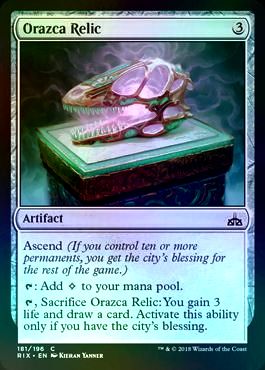 Orazca Relic 3
Artifact
Ascend (If you control ten or more
permanents, you get the city's blessing for
the rest of the game.)
: Add to your mana pool.
, Sacrifice Orazca Relic: You gain 3
life and draw a card. Activate this ability
only if you have the city's blessing.
181/196 C
RIX • EN KIERAN YANNER
™ & © 2018 Wizards of the Coast